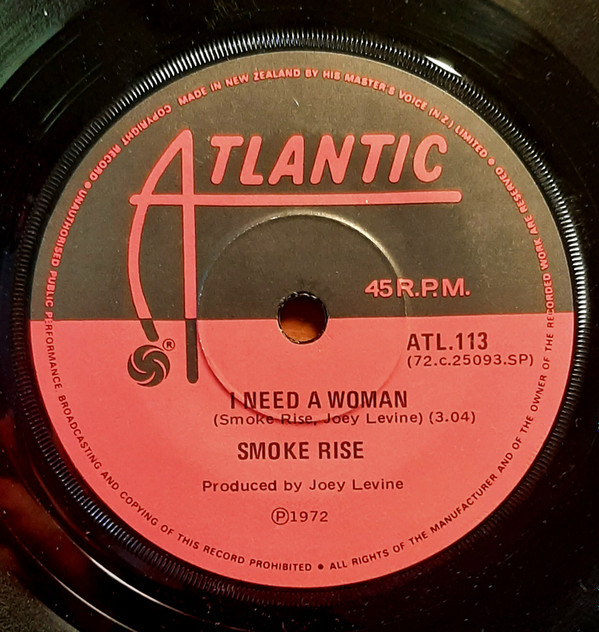 MADE IN NEW ZEALAND BY HIS MASTER'S VOICE (N.Z.) LIMITED ● ALL RIGHTS OF THE MANUFACTURER AND OF THE OWNER OF THE RECORDED WORK ARE RESERVED ● UNAUTHORISED PUBLIC PERFORMANCE, BROADCASTING AND COPYING OF THIS RECORD PROHIBITED ● COPYRIGHT RECORD
ATLANTIC
45 R.P.M.
®
ATL.113
(72.c.25093.SP)
I NEED A WOMAN
(Smoke Rise, Joey Levine) (3.04)
SMOKE RISE
Produced by Joey Levine
℗1972